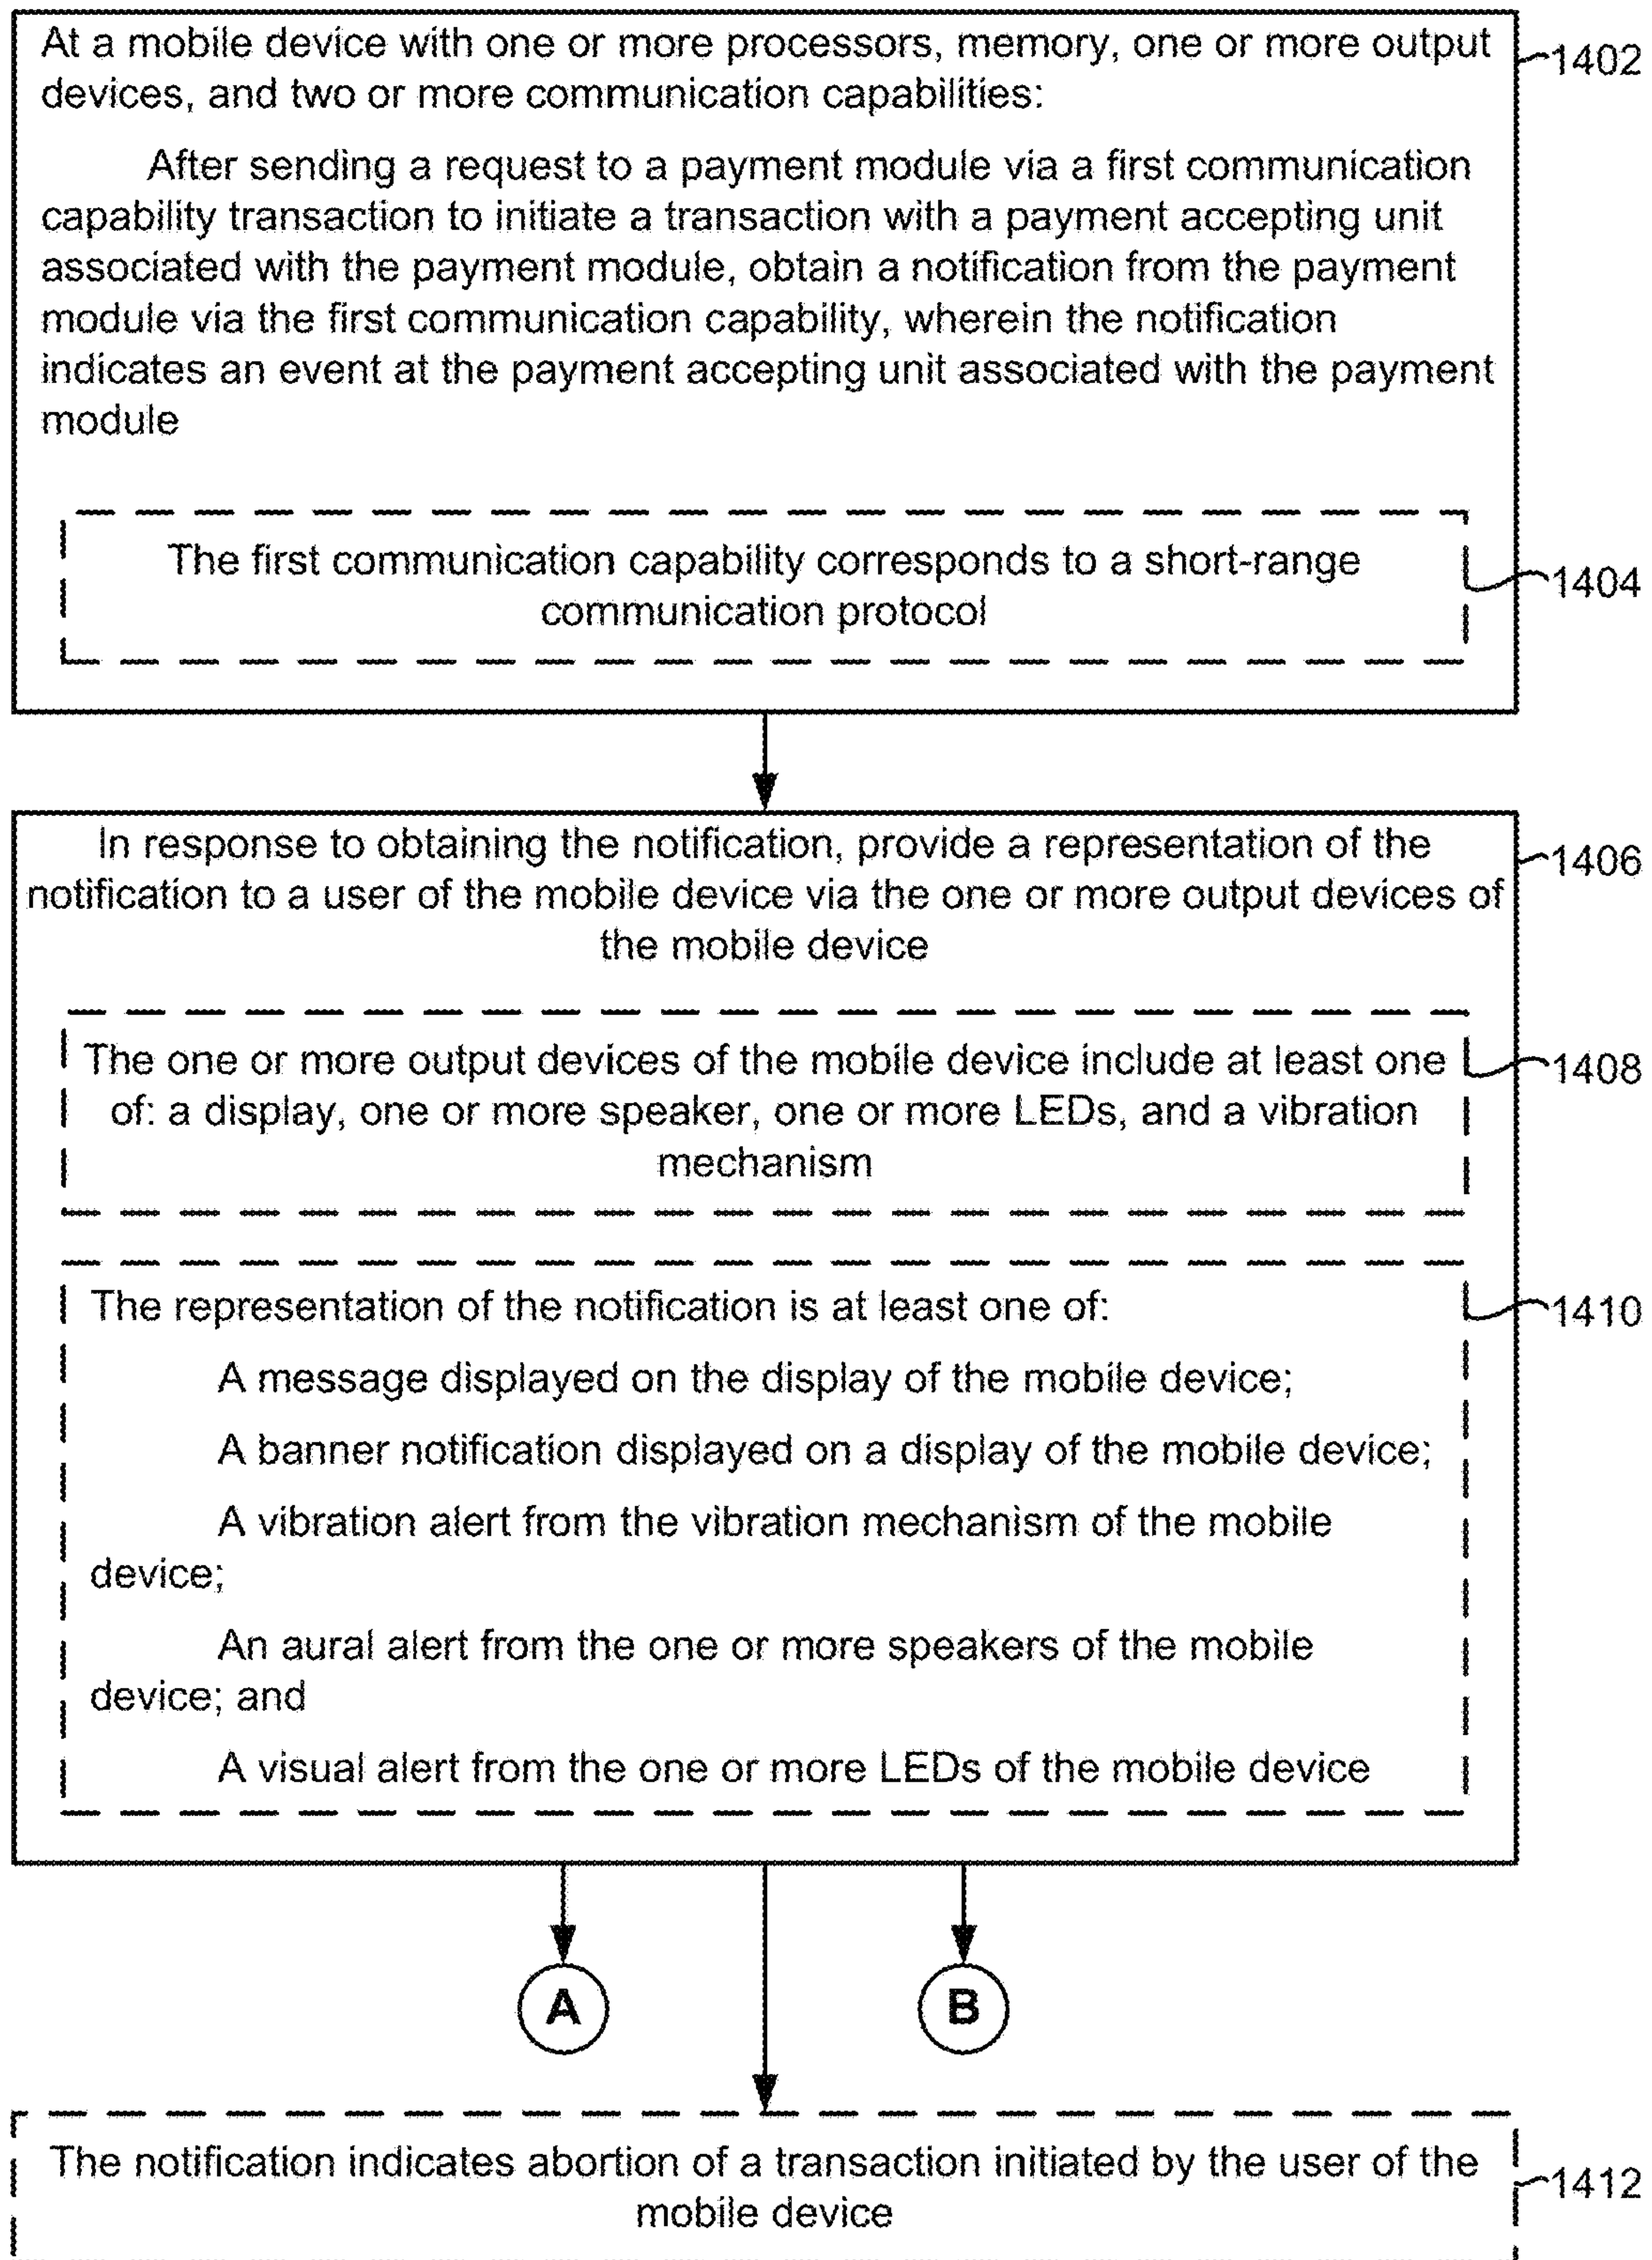 At a mobile device with one or more processors, memory, one or more output
devices, and two or more communication capabilities:
After sending a request to a payment module via a first communication
capability transaction to initiate a transaction with a payment accepting unit
associated with the payment module, obtain a notification from the payment
module via the first communication capability, wherein the notification
indicates an event at the payment accepting unit associated with the payment
module
1402
The first communication capability corresponds to a short-range
communication protocol
1404
In response to obtaining the notification, provide a representation of the
notification to a user of the mobile device via the one or more output devices of
the mobile device
1406
The one or more output devices of the mobile device include at least one
of: a display, one or more speaker, one or more LEDs, and a vibration
mechanism
1408
The representation of the notification is at least one of:
1410
A message displayed on the display of the mobile device;
A banner notification displayed on a display of the mobile device;
A vibration alert from the vibration mechanism of the mobile
device;
An aural alert from the one or more speakers of the mobile
device; and
A visual alert from the one or more LEDs of the mobile device
A
B
The notification indicates abortion of a transaction initiated by the user of the
mobile device
1412